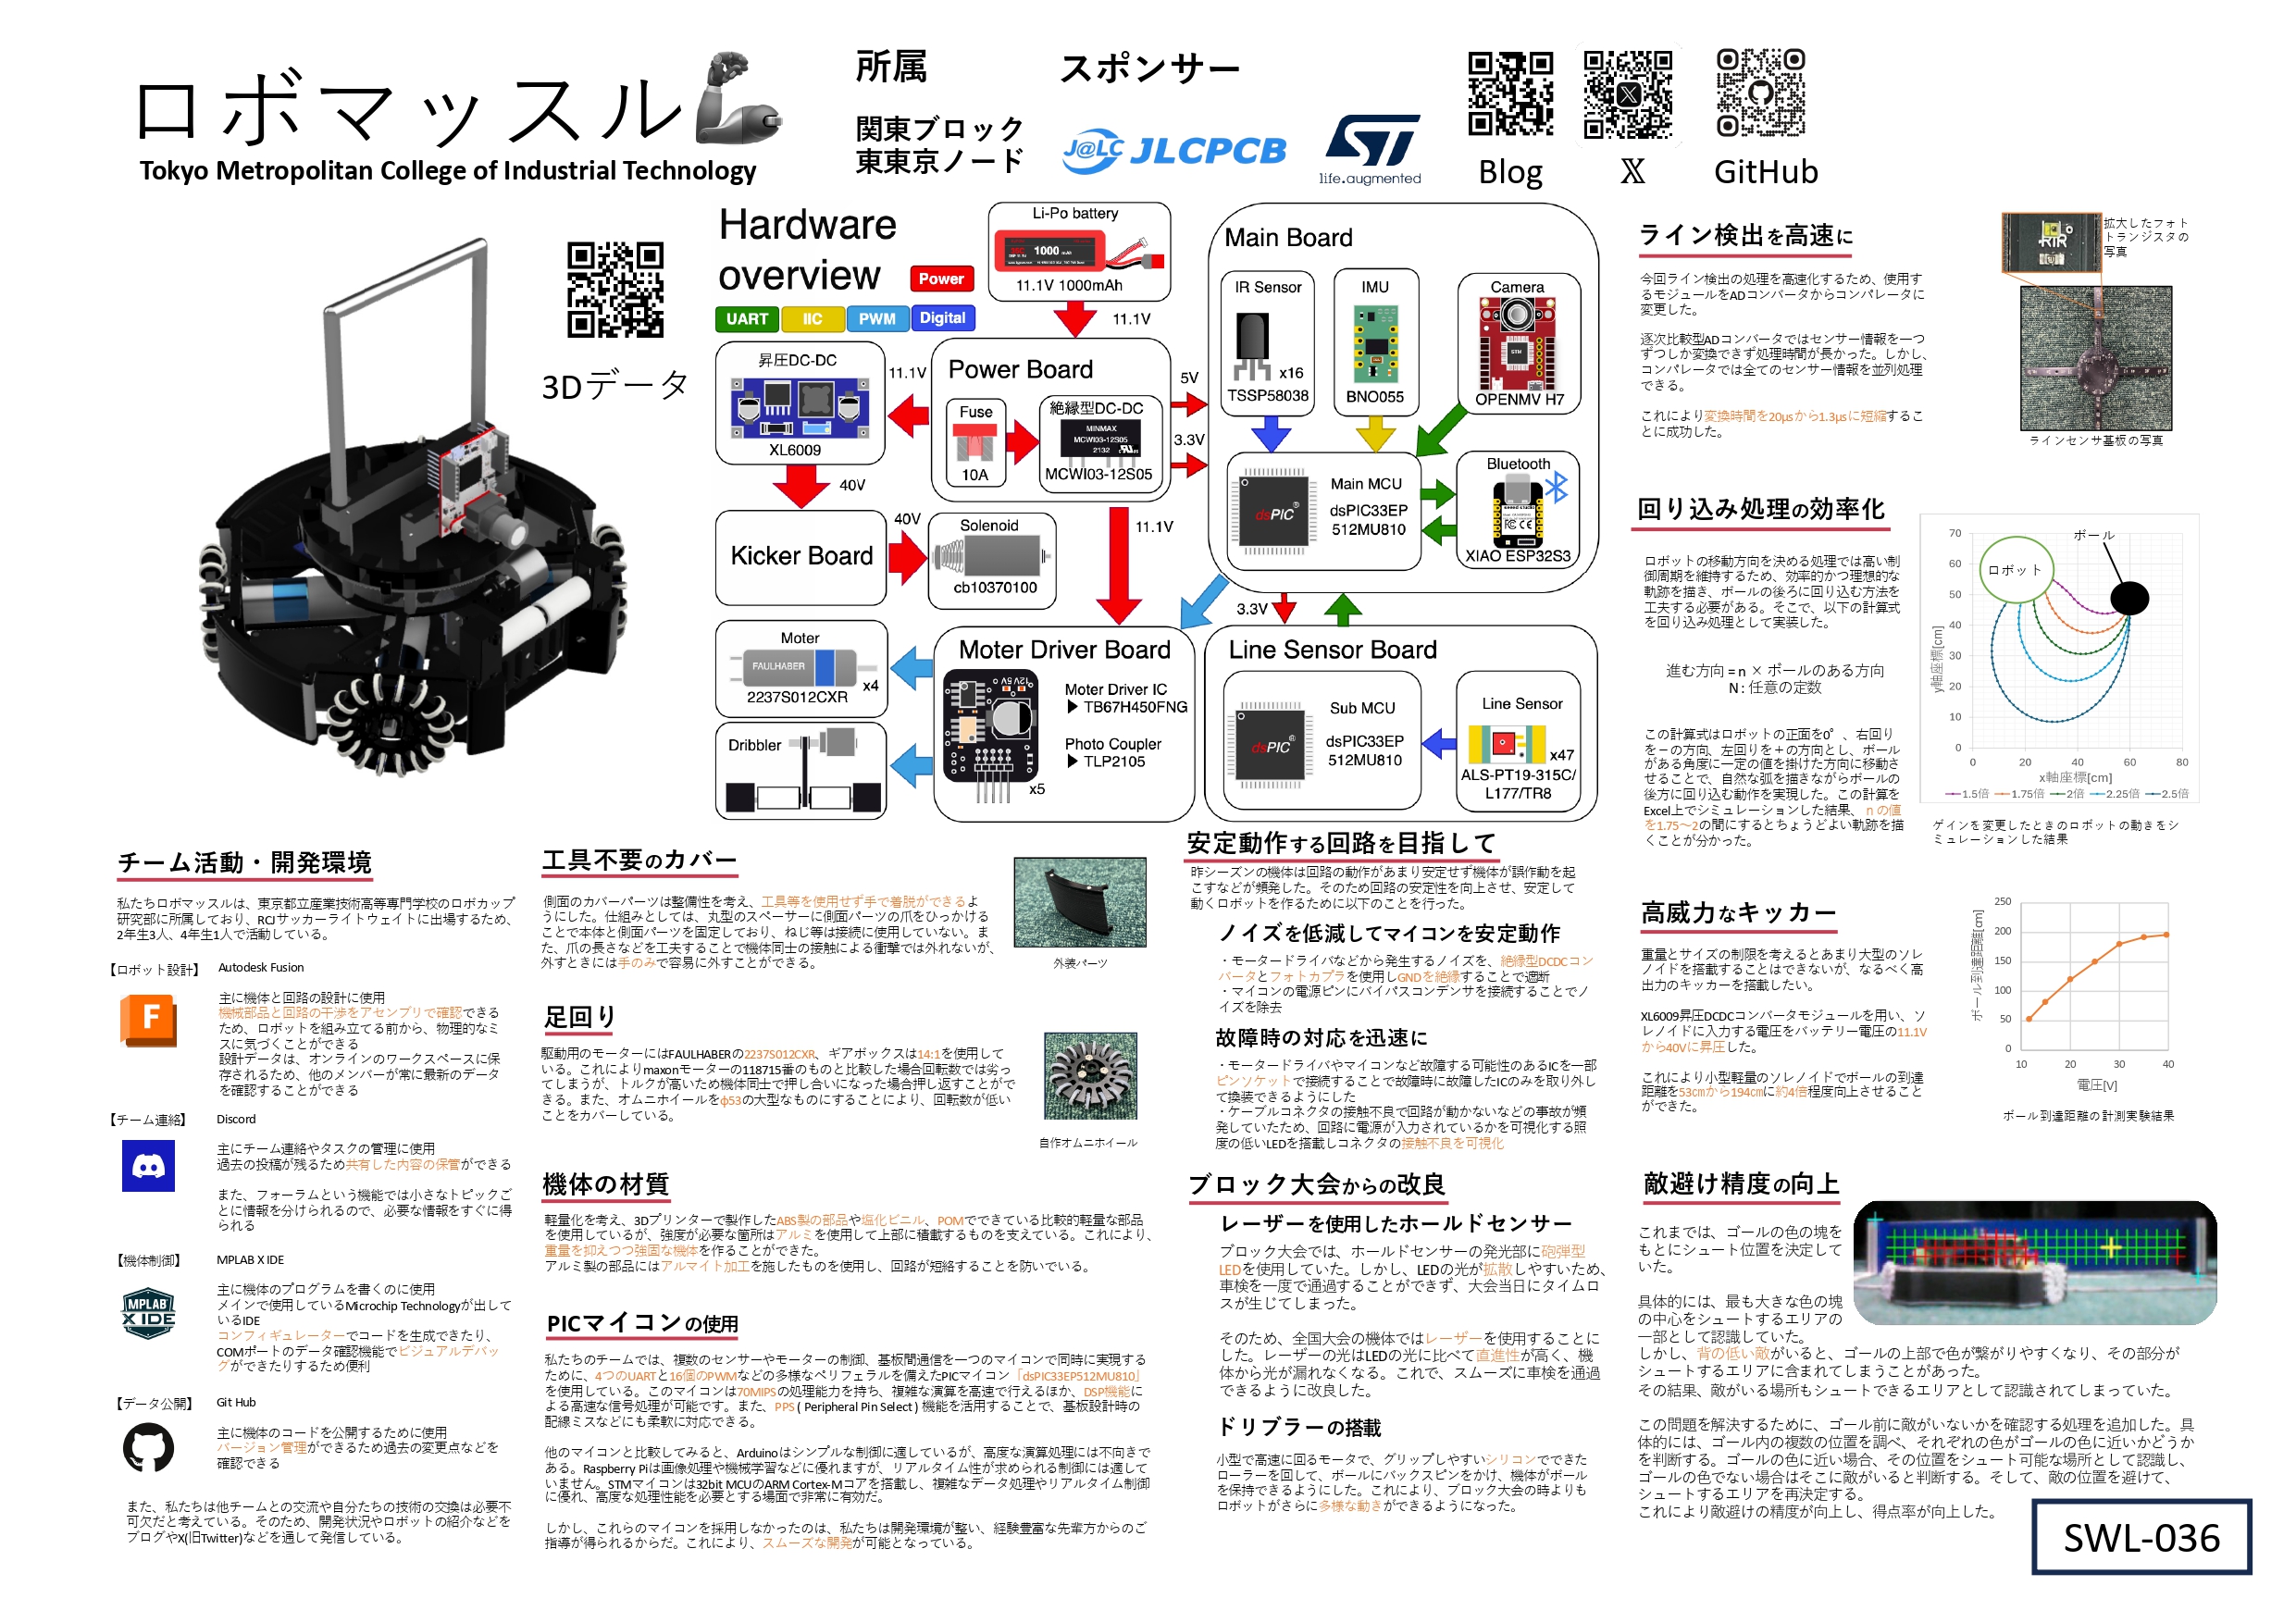 ロボマッスル
Tokyo Metropolitan College of Industrial Technology
所属
関東ブロック
東東京ノード
スポンサー
J@LC JLCPCB
ST
life.augmented
Blog
X
GitHub
3Dデータ
Hardware
overview
Power
UART
IIC
PWM
Digital
Li-Po battery
1000 mAh
11.1V 1000mAh
11.1V
昇圧DC-DC
XL6009
11.1V
Power Board
Fuse
10A
絶縁型DC-DC
MINMAX
MCWI03-12S05
2132
MCWI03-12S05
5V
3.3V
40V
Kicker Board
40V
Solenoid
cb10370100
11.1V
Main Board
IR Sensor
x16
TSSP58038
IMU
BNO055
Camera
STM
OPENMV H7
dsPIC®
Main MCU
dsPIC33EP
512MU810
Bluetooth
XIAO ESP32S3
3.3V
Moter
FAULHABER
x4
2237S012CXR
Dribbler
Moter Driver Board
12V 5V
Moter Driver IC
▶ TB67H450FNG
Photo Coupler
▶ TLP2105
x5
Line Sensor Board
dsPIC®
Sub MCU
dsPIC33EP
512MU810
Line Sensor
x47
ALS-PT19-315C/
L177/TR8
ライン検出を高速に
今回ライン検出の処理を高速化するため、使用す
るモジュールをADコンバータからコンパレータに
変更した。
逐次比較型ADコンバータではセンサー情報を一つ
ずつしか変換できず処理時間が長かった。しかし、
コンパレータでは全てのセンサー情報を並列処理
できる。
これにより変換時間を20μsから1.3μsに短縮するこ
とに成功した。
拡大したフォト
トランジスタの
写真
ラインセンサ基板の写真
回り込み処理の効率化
ロボットの移動方向を決める処理では高い制
御周期を維持するため、効率的かつ理想的な
軌跡を描き、ボールの後ろに回り込む方法を
工夫する必要がある。そこで、以下の計算式
を回り込み処理として実装した。
進む方向 = n × ボールのある方向
N : 任意の定数
この計算式はロボットの正面を0°、右回り
を－の方向、左回りを＋の方向とし、ボール
がある角度に一定の値を掛けた方向に移動さ
せることで、自然な弧を描きながらボールの
後方に回り込む動作を実現した。この計算を
Excel上でシミュレーションした結果、ｎの値
を1.75～2の間にするとちょうどよい軌跡を描
くことが分かった。
ボール
ロボット
y軸座標[cm]
70
60
50
40
30
20
10
0
0 20 40 60 80
x軸座標[cm]
1.5倍 1.75倍 2倍 2.25倍 2.5倍
ゲインを変更したときのロボットの動きをシ
ミュレーションした結果
高威力なキッカー
重量とサイズの制限を考えるとあまり大型のソレ
ノイドを搭載することはできないが、なるべく高
出力のキッカーを搭載したい。
XL6009昇圧DCDCコンバータモジュールを用い、ソ
レノイドに入力する電圧をバッテリー電圧の11.1V
から40Vに昇圧した。
これにより小型軽量のソレノイドでボールの到達
距離を53㎝から194㎝に約4倍程度向上させること
ができた。
ボール到達距離[cm]
250
200
150
100
50
0
10 20 30 40
電圧[V]
ボール到達距離の計測実験結果
チーム活動・開発環境
私たちロボマッスルは、東京都立産業技術高等専門学校のロボカップ
研究部に所属しており、RCJサッカーライトウェイトに出場するため、
2年生3人、4年生1人で活動している。
【ロボット設計】 Autodesk Fusion
F
主に機体と回路の設計に使用
機械部品と回路の干渉をアセンブリで確認できる
ため、ロボットを組み立てる前から、物理的なミ
スに気づくことができる
設計データは、オンラインのワークスペースに保
存されるため、他のメンバーが常に最新のデータ
を確認することができる
【チーム連絡】 Discord
主にチーム連絡やタスクの管理に使用
過去の投稿が残るため共有した内容の保管ができる
また、フォーラムという機能では小さなトピックご
とに情報を分けられるので、必要な情報をすぐに得
られる
【機体制御】 MPLAB X IDE
MPLAB
X IDE
主に機体のプログラムを書くのに使用
メインで使用しているMicrochip Technologyが出して
いるIDE
コンフィギュレーターでコードを生成できたり、
COMポートのデータ確認機能でビジュアルデバッ
グができたりするため便利
【データ公開】 Git Hub
主に機体のコードを公開するために使用
バージョン管理ができるため過去の変更点などを
確認できる
また、私たちは他チームとの交流や自分たちの技術の交換は必要不
可欠だと考えている。そのため、開発状況やロボットの紹介などを
ブログやX(旧Twitter)などを通して発信している。
工具不要のカバー
側面のカバーパーツは整備性を考え、工具等を使用せず手で着脱ができるよ
うにした。仕組みとしては、丸型のスペーサーに側面パーツの爪をひっかける
ことで本体と側面パーツを固定しており、ねじ等は接続に使用していない。ま
た、爪の長さなどを工夫することで機体同士の接触による衝撃では外れないが、
外すときには手のみで容易に外すことができる。
外装パーツ
足回り
駆動用のモーターにはFAULHABERの2237S012CXR、ギアボックスは14:1を使用して
いる。これによりmaxonモーターの118715番のものと比較した場合回転数では劣っ
てしまうが、トルクが高いため機体同士で押し合いになった場合押し返すことがで
きる。また、オムニホイールをφ53の大型なものにすることにより、回転数が低い
ことをカバーしている。
自作オムニホイール
機体の材質
軽量化を考え、3Dプリンターで製作したABS製の部品や塩化ビニル、POMでできている比較的軽量な部品
を使用しているが、強度が必要な箇所はアルミを使用して上部に積載するものを支えている。これにより、
重量を抑えつつ強固な機体を作ることができた。
アルミ製の部品にはアルマイト加工を施したものを使用し、回路が短絡することを防いでいる。
PICマイコンの使用
私たちのチームでは、複数のセンサーやモーターの制御、基板間通信を一つのマイコンで同時に実現する
ために、4つのUARTと16個のPWMなどの多様なペリフェラルを備えたPICマイコン「dsPIC33EP512MU810」
を使用している。このマイコンは70MIPSの処理能力を持ち、複雑な演算を高速で行えるほか、DSP機能に
よる高速な信号処理が可能です。また、PPS ( Peripheral Pin Select ) 機能を活用することで、基板設計時の
配線ミスなどにも柔軟に対応できる。
他のマイコンと比較してみると、Arduinoはシンプルな制御に適しているが、高度な演算処理には不向きで
ある。Raspberry Piは画像処理や機械学習などに優れますが、リアルタイム性が求められる制御には適して
いません。STMマイコンは32bit MCUのARM Cortex-Mコアを搭載し、複雑なデータ処理やリアルタイム制御
に優れ、高度な処理性能を必要とする場面で非常に有効だ。
しかし、これらのマイコンを採用しなかったのは、私たちは開発環境が整い、経験豊富な先輩方からのご
指導が得られるからだ。これにより、スムーズな開発が可能となっている。
安定動作する回路を目指して
昨シーズンの機体は回路の動作があまり安定せず機体が誤作動を起
こすなどが頻発した。そのため回路の安定性を向上させ、安定して
動くロボットを作るために以下のことを行った。
ノイズを低減してマイコンを安定動作
・モータードライバなどから発生するノイズを、絶縁型DCDCコン
バータとフォトカプラを使用しGNDを絶縁することで遮断
・マイコンの電源ピンにバイパスコンデンサを接続することでノ
イズを除去
故障時の対応を迅速に
・モータードライバやマイコンなど故障する可能性のあるICを一部
ピンソケットで接続することで故障時に故障したICのみを取り外し
て換装できるようにした
・ケーブルコネクタの接触不良で回路が動かないなどの事故が頻
発していたため、回路に電源が入力されているかを可視化する照
度の低いLEDを搭載しコネクタの接触不良を可視化
ブロック大会からの改良
レーザーを使用したホールドセンサー
ブロック大会では、ホールドセンサーの発光部に砲弾型
LEDを使用していた。しかし、LEDの光が拡散しやすいため、
車検を一度で通過することができず、大会当日にタイムロ
スが生じてしまった。
そのため、全国大会の機体ではレーザーを使用することに
した。レーザーの光はLEDの光に比べて直進性が高く、機
体から光が漏れなくなる。これで、スムーズに車検を通過
できるように改良した。
ドリブラーの搭載
小型で高速に回るモータで、グリップしやすいシリコンでできた
ローラーを回して、ボールにバックスピンをかけ、機体がボール
を保持できるようにした。これにより、ブロック大会の時よりも
ロボットがさらに多様な動きができるようになった。
敵避け精度の向上
これまでは、ゴールの色の塊を
もとにシュート位置を決定して
いた。
具体的には、最も大きな色の塊
の中心をシュートするエリアの
一部として認識していた。
しかし、背の低い敵がいると、ゴールの上部で色が繋がりやすくなり、その部分が
シュートするエリアに含まれてしまうことがあった。
その結果、敵がいる場所もシュートできるエリアとして認識されてしまっていた。
この問題を解決するために、ゴール前に敵がいないかを確認する処理を追加した。具
体的には、ゴール内の複数の位置を調べ、それぞれの色がゴールの色に近いかどうか
を判断する。ゴールの色に近い場合、その位置をシュート可能な場所として認識し、
ゴールの色でない場合はそこに敵がいると判断する。そして、敵の位置を避けて、
シュートするエリアを再決定する。
これにより敵避けの精度が向上し、得点率が向上した。
SWL-036